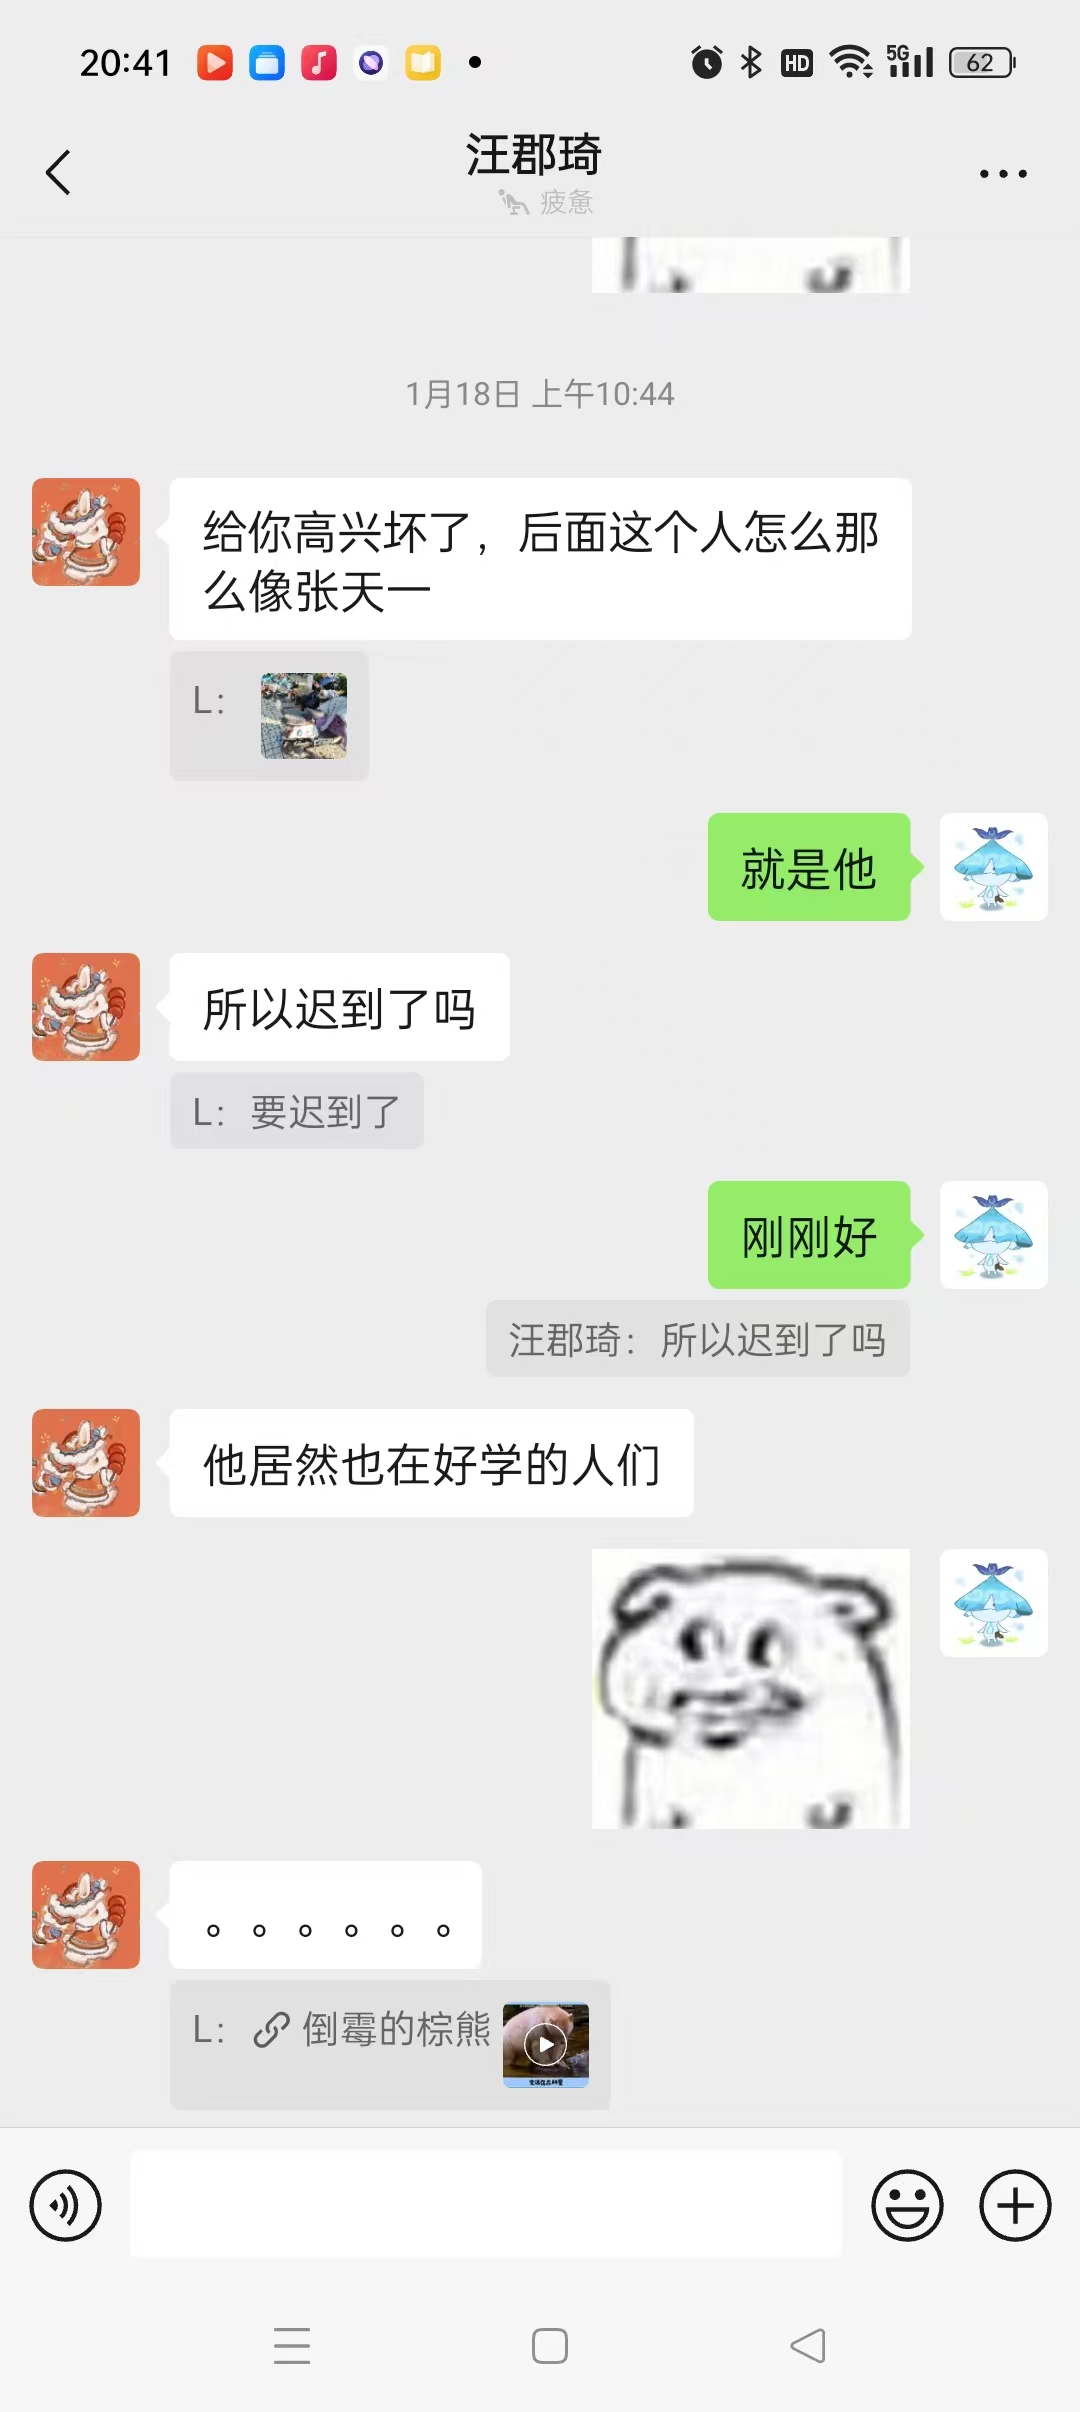 20:41
HD
5G
62
汪郡琦
疲惫
1月18日 上午10:44
给你高兴坏了，后面这个人怎么那
么像张天一
L：
就是他
所以迟到了吗
L：要迟到了
刚刚好
汪郡琦：所以迟到了吗
他居然也在好学的人们
。。。。。。
L：倒霉的棕熊